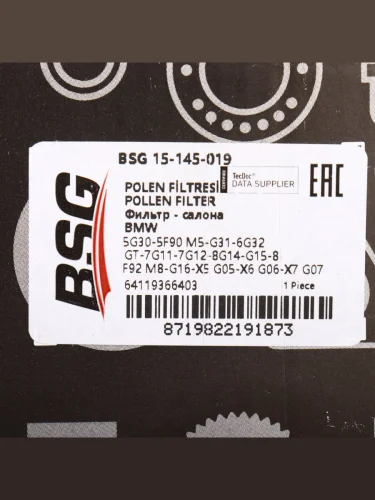 BSG 15-145-019
TecDoc®
DATA SUPPLIER
EAC
BSG
POLEN FİLTRESİ
POLLEN FILTER
Фильтр - салона
BMW
5G30-5F90 M5-G31-6G32
GT-7G11-7G12-8G14-G15-8
F92 M8-G16-X5 G05-X6 G06-X7 G07
64119366403
1 Piece
8719822191873